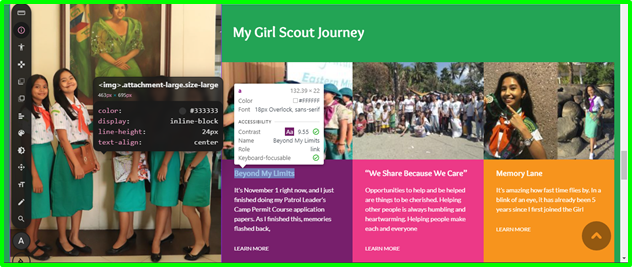 My Girl Scout Journey
<img>.attachment-large.size-large
463px × 695px
color: #333333
display: inline-block
line-height: 24px
text-align: center
a 132.39 × 22
Color #FFFFFF
Font 18px Overlock, sans-serif
ACCESSIBILITY
Contrast Aa 9.55
Name Beyond My Limits
Role link
Keyboard-focusable
Eastern
Beyond My Limits
It's November 1 right now, and I just
finished doing my Patrol Leader's
Camp Permit Course application
papers. As I finished this, memories
flashed back,
LEARN MORE
“We Share Because We Care”
Opportunities to help and be helped
are things to be cherished. Helping
other people is always humbling and
heartwarming. Helping people make
each and everyone
LEARN MORE
Memory Lane
It's amazing how fast time flies by. In a
blink of an eye, it has already been 5
years since I first joined the Girl
LEARN MORE
A